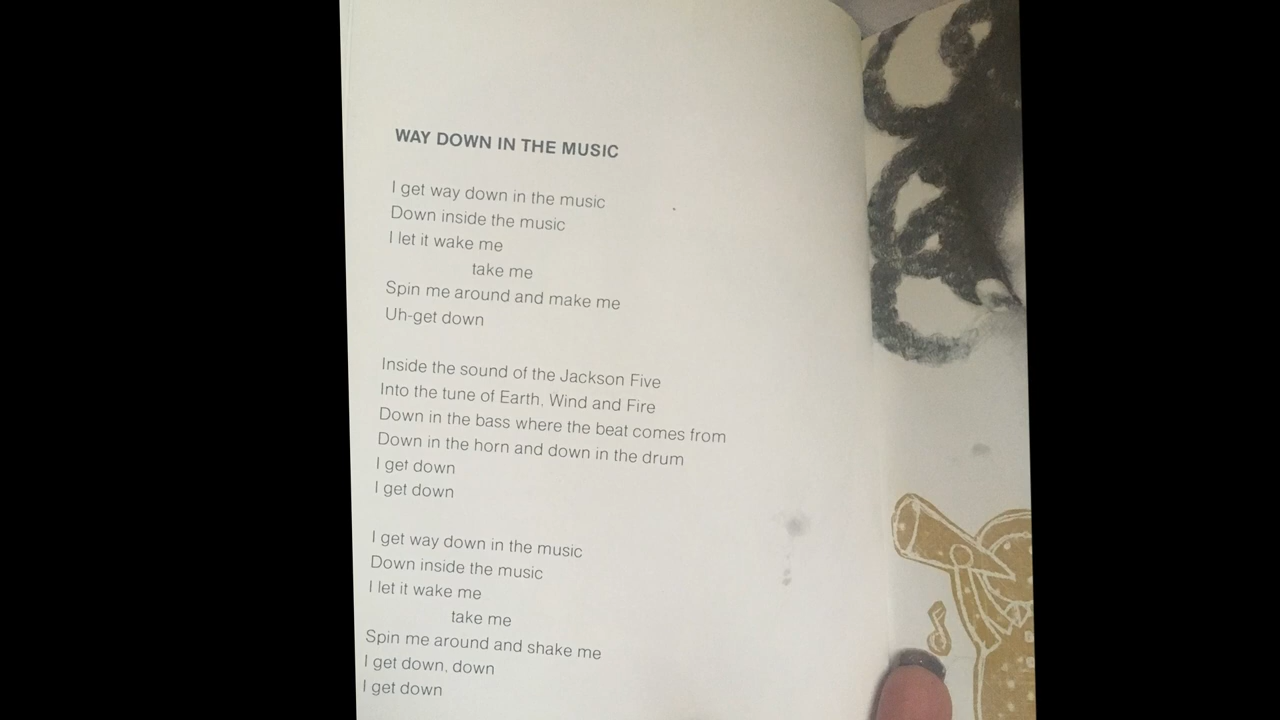 WAY DOWN IN THE MUSIC
I get way down in the music
Down inside the music
I let it wake me
take me
Spin me around and make me
Uh-get down
Inside the sound of the Jackson Five
Into the tune of Earth, Wind and Fire
Down in the bass where the beat comes from
Down in the horn and down in the drum
I get down
I get down
I get way down in the music
Down inside the music
I let it wake me
take me
Spin me around and shake me
I get down, down
I get down